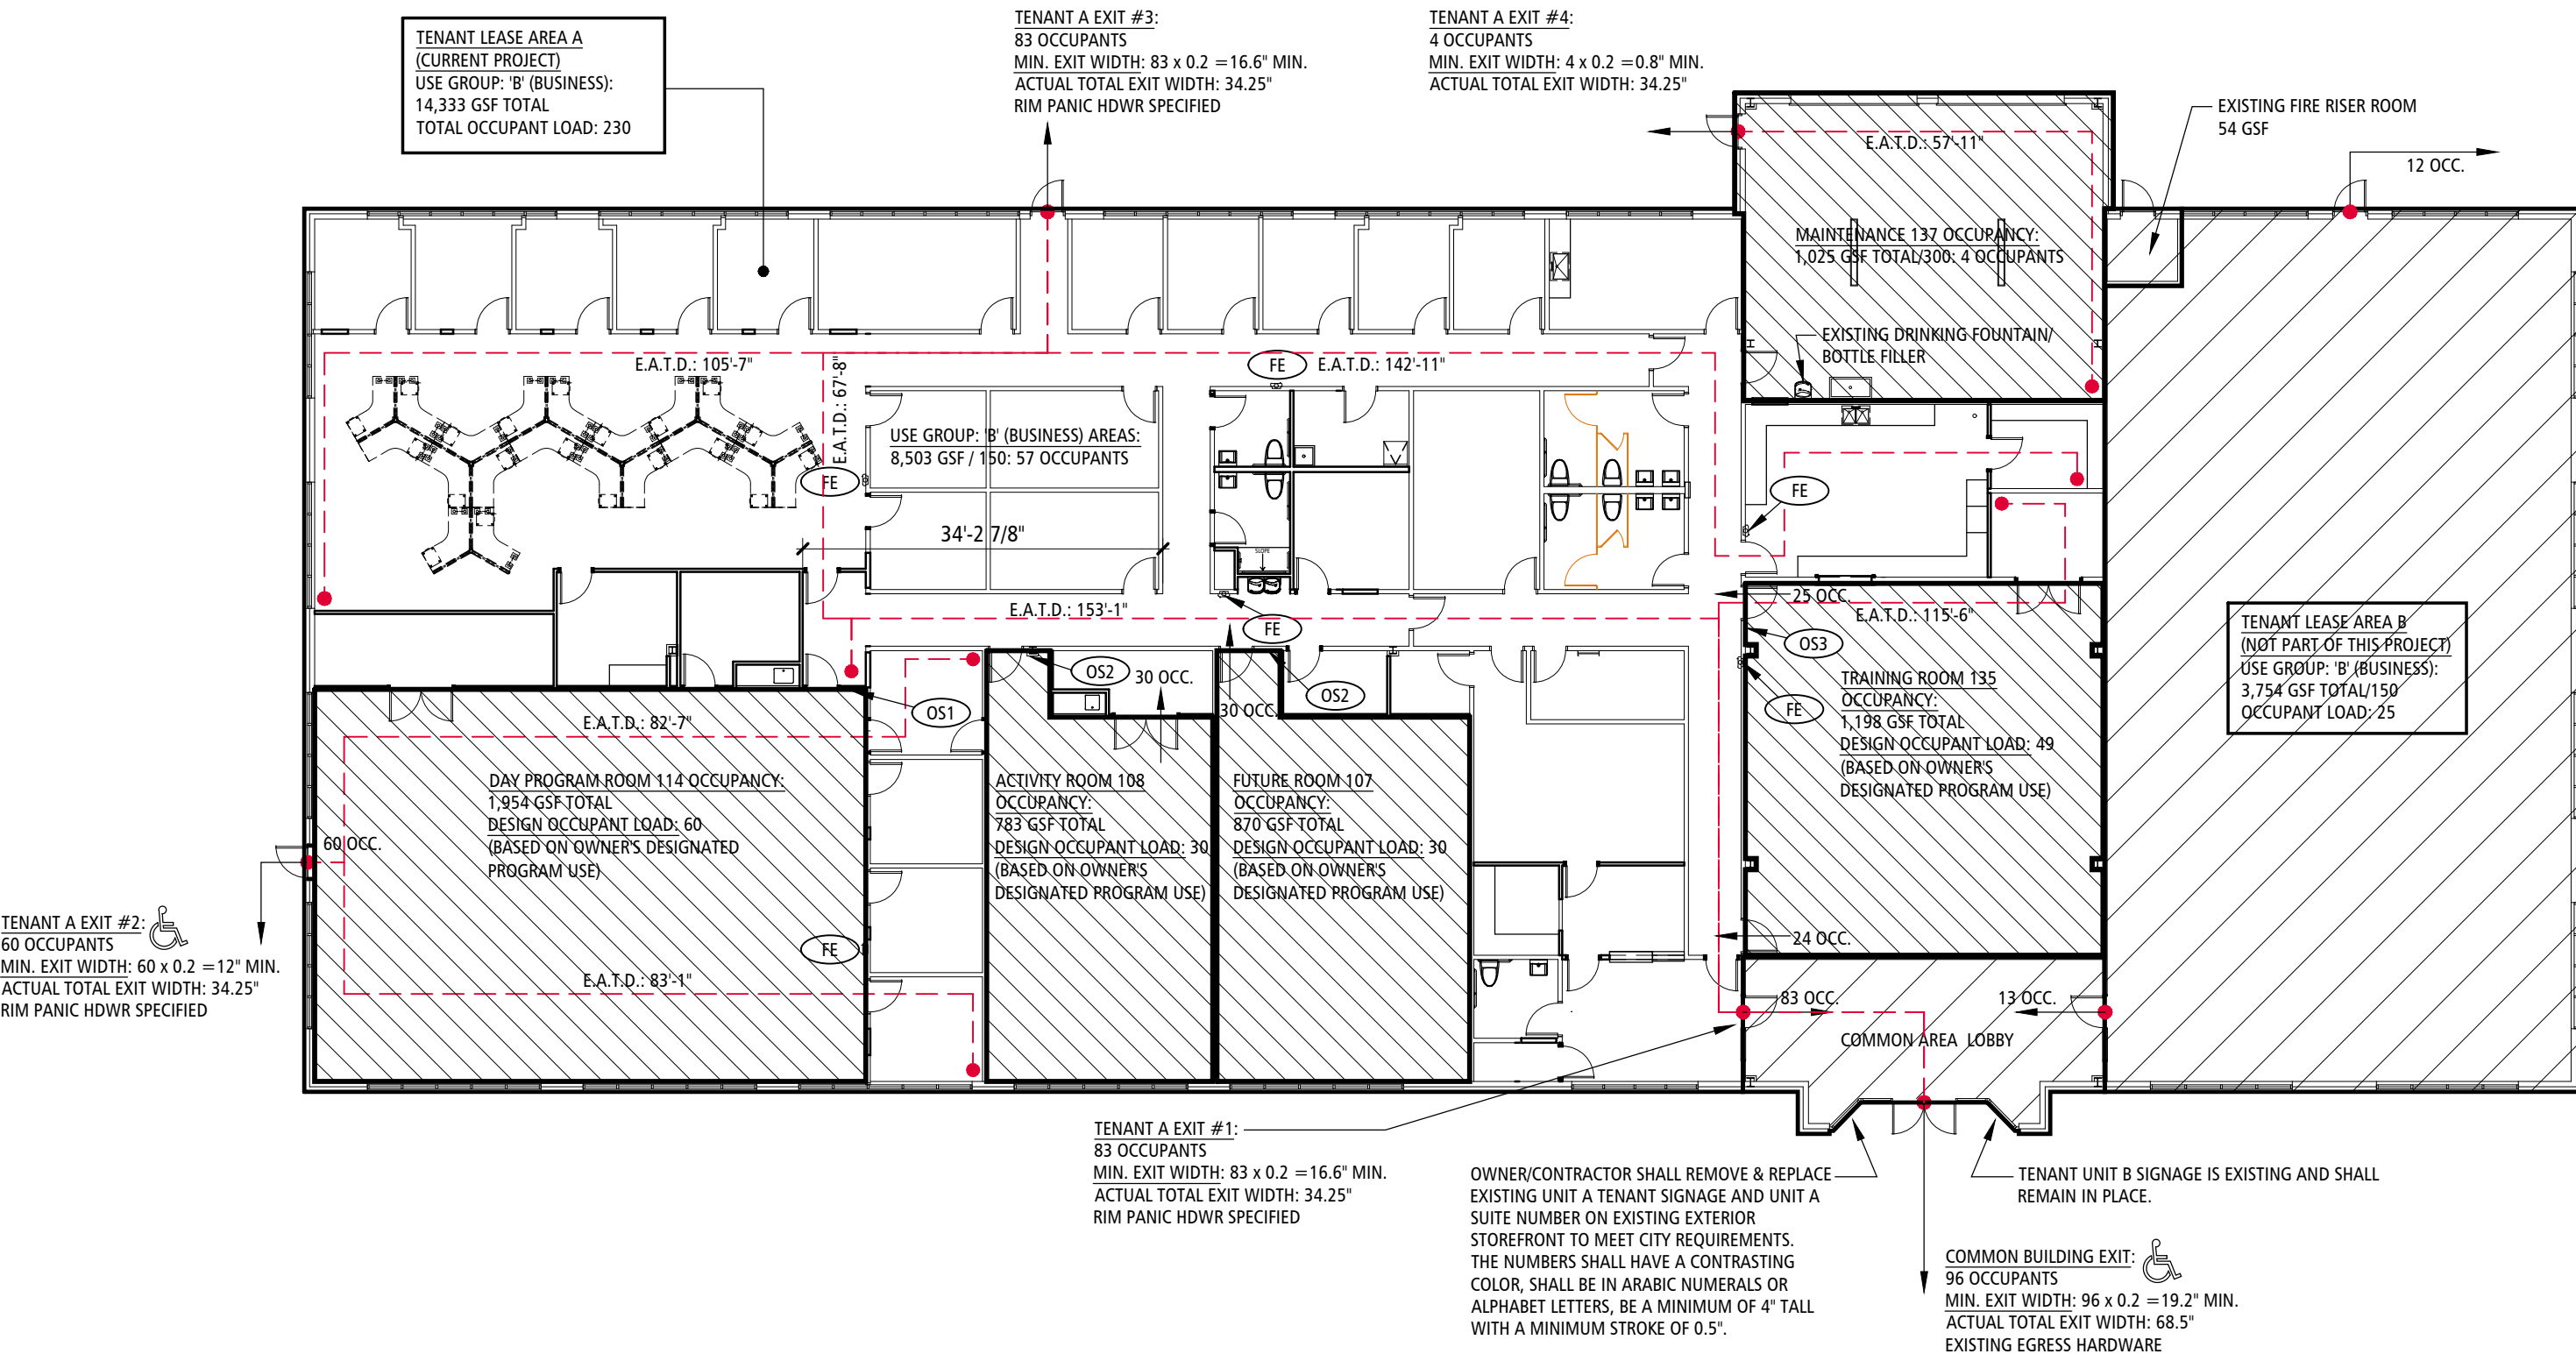 TENANT LEASE AREA A
(CURRENT PROJECT)
USE GROUP: 'B' (BUSINESS):
14,333 GSF TOTAL
TOTAL OCCUPANT LOAD: 230
TENANT A EXIT #3:
83 OCCUPANTS
MIN. EXIT WIDTH: 83 x 0.2 =16.6" MIN.
ACTUAL TOTAL EXIT WIDTH: 34.25"
RIM PANIC HDWR SPECIFIED
TENANT A EXIT #4:
4 OCCUPANTS
MIN. EXIT WIDTH: 4 x 0.2 =0.8" MIN.
ACTUAL TOTAL EXIT WIDTH: 34.25"
EXISTING FIRE RISER ROOM
54 GSF
12 OCC.
E.A.T.D.: 57'-11"
MAINTENANCE 137 OCCUPANCY:
1,025 GSF TOTAL/300: 4 OCCUPANTS
EXISTING DRINKING FOUNTAIN/
BOTTLE FILLER
E.A.T.D.: 105'-7"
E.A.T.D.: 67'-8"
FE
E.A.T.D.: 142'-11"
USE GROUP: 'B' (BUSINESS) AREAS:
8,503 GSF / 150: 57 OCCUPANTS
FE
FE
34'-2 7/8"
SLOPE
E.A.T.D.: 153'-1"
FE
25 OCC.
E.A.T.D.: 115'-6"
OS3
OS2
30 OCC.
OS2
30 OCC.
OS1
FE
E.A.T.D.: 82'-7"
TRAINING ROOM 135
OCCUPANCY:
1,198 GSF TOTAL
DESIGN OCCUPANT LOAD: 49
(BASED ON OWNER'S
DESIGNATED PROGRAM USE)
TENANT LEASE AREA B
(NOT PART OF THIS PROJECT)
USE GROUP: 'B' (BUSINESS):
3,754 GSF TOTAL/150
OCCUPANT LOAD: 25
DAY PROGRAM ROOM 114 OCCUPANCY:
1,954 GSF TOTAL
DESIGN OCCUPANT LOAD: 60
(BASED ON OWNER'S DESIGNATED
PROGRAM USE)
ACTIVITY ROOM 108
OCCUPANCY:
783 GSF TOTAL
DESIGN OCCUPANT LOAD: 30
(BASED ON OWNER'S
DESIGNATED PROGRAM USE)
FUTURE ROOM 107
OCCUPANCY:
870 GSF TOTAL
DESIGN OCCUPANT LOAD: 30
(BASED ON OWNER'S
DESIGNATED PROGRAM USE)
60 OCC.
TENANT A EXIT #2:
60 OCCUPANTS
MIN. EXIT WIDTH: 60 x 0.2 =12" MIN.
ACTUAL TOTAL EXIT WIDTH: 34.25"
RIM PANIC HDWR SPECIFIED
FE
E.A.T.D.: 83'-1"
24 OCC.
83 OCC.
13 OCC.
COMMON AREA LOBBY
TENANT A EXIT #1:
83 OCCUPANTS
MIN. EXIT WIDTH: 83 x 0.2 =16.6" MIN.
ACTUAL TOTAL EXIT WIDTH: 34.25"
RIM PANIC HDWR SPECIFIED
OWNER/CONTRACTOR SHALL REMOVE & REPLACE
EXISTING UNIT A TENANT SIGNAGE AND UNIT A
SUITE NUMBER ON EXISTING EXTERIOR
STOREFRONT TO MEET CITY REQUIREMENTS.
THE NUMBERS SHALL HAVE A CONTRASTING
COLOR, SHALL BE IN ARABIC NUMERALS OR
ALPHABET LETTERS, BE A MINIMUM OF 4" TALL
WITH A MINIMUM STROKE OF 0.5".
TENANT UNIT B SIGNAGE IS EXISTING AND SHALL
REMAIN IN PLACE.
COMMON BUILDING EXIT:
96 OCCUPANTS
MIN. EXIT WIDTH: 96 x 0.2 =19.2" MIN.
ACTUAL TOTAL EXIT WIDTH: 68.5"
EXISTING EGRESS HARDWARE